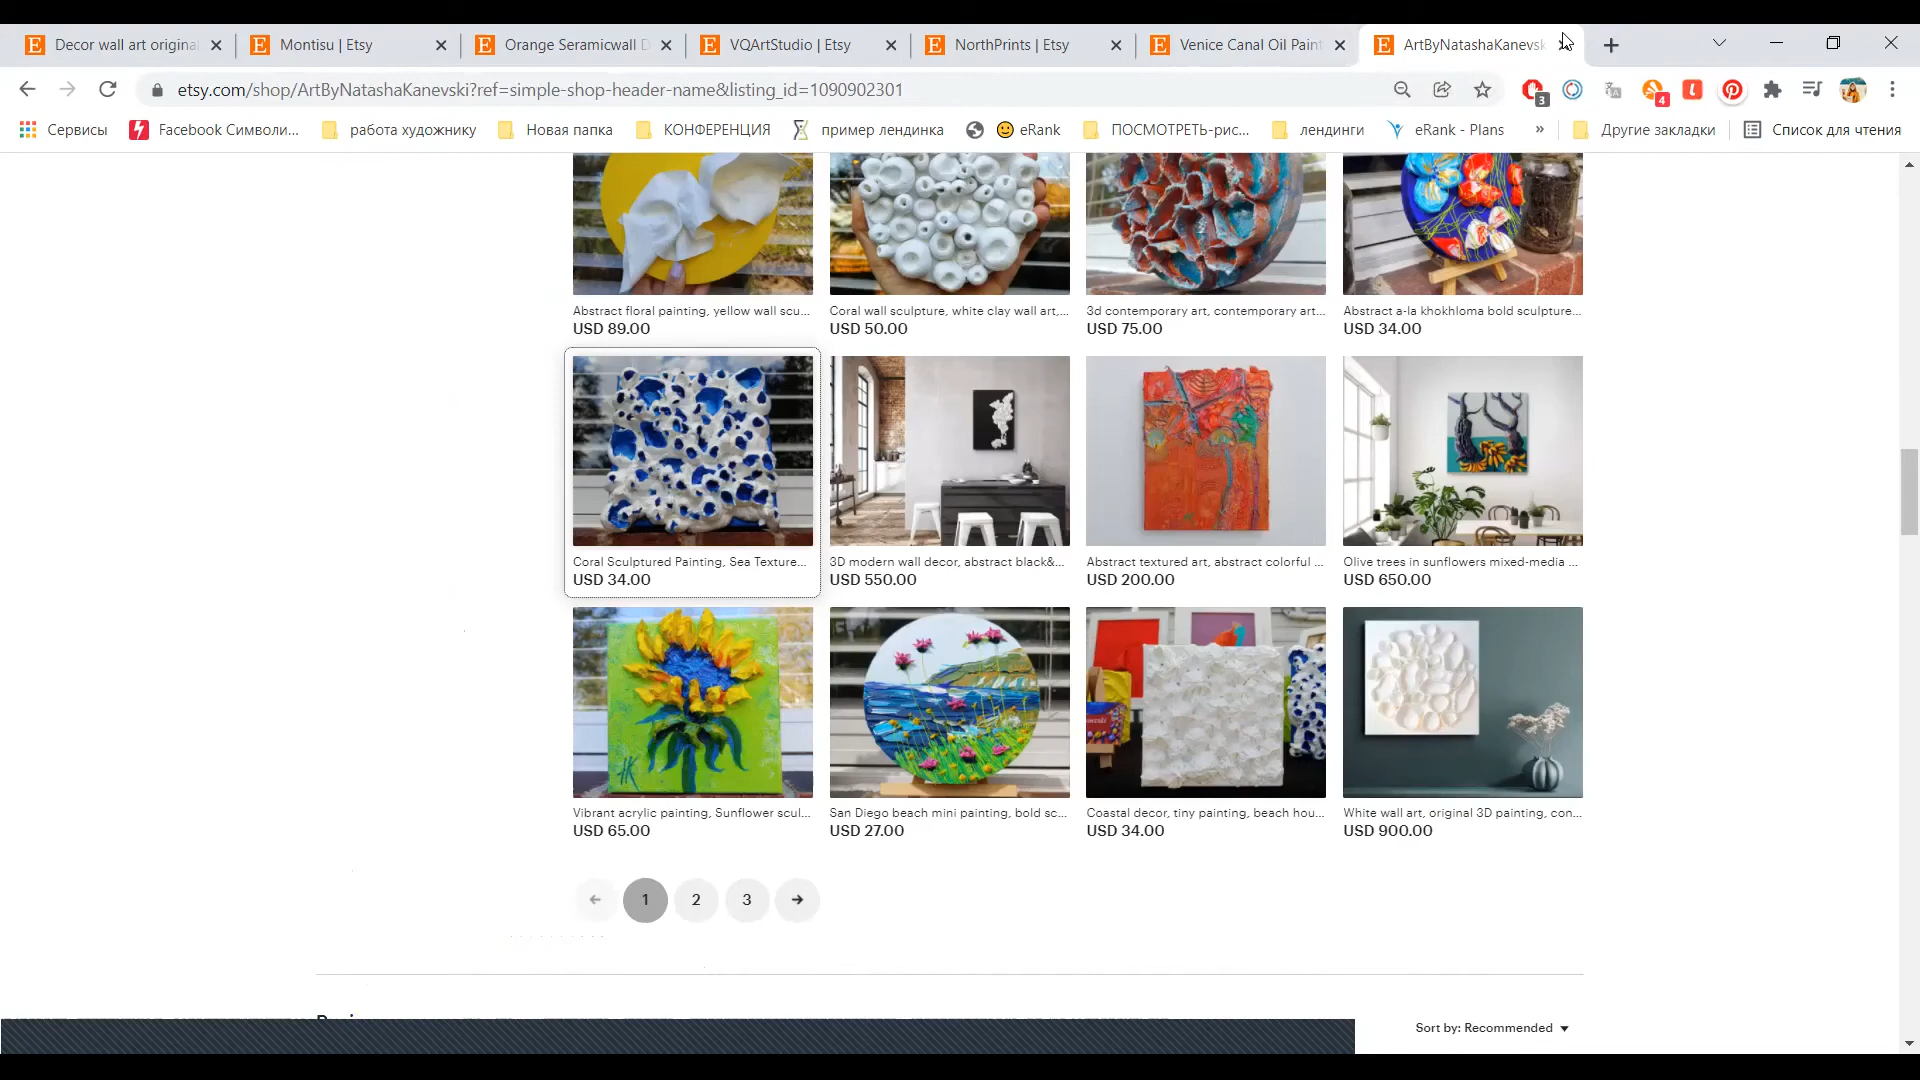 Decor wall art origina
Montisu | Etsy
Orange Seramicwall D
VQArtStudio | Etsy
NorthPrints | Etsy
Venice Canal Oil Paint
ArtByNatashaKanevsk
etsy.com/shop/ArtByNatashaKanevski?ref=simple-shop-header-name&listing_id=1090902301
3
4
Сервисы
Facebook Символи...
работа художнику
Новая папка
КОНФЕРЕНЦИЯ
пример лендинка
eRank
ПОСМОТРЕТЬ-рис...
лендинги
eRank - Plans
»
Другие закладки
Список для чтения
Abstract floral painting, yellow wall scu...
USD 89.00
Coral wall sculpture, white clay wall art,...
USD 50.00
3d contemporary art, contemporary art...
USD 75.00
Abstract a-la khokhloma bold sculpture...
USD 34.00
Coral Sculptured Painting, Sea Texture...
USD 34.00
3D modern wall decor, abstract black&...
USD 550.00
Abstract textured art, abstract colorful ...
USD 200.00
Olive trees in sunflowers mixed-media ...
USD 650.00
Vibrant acrylic painting, Sunflower scul...
USD 65.00
San Diego beach mini painting, bold sc...
USD 27.00
Coastal decor, tiny painting, beach hou...
USD 34.00
White wall art, original 3D painting, con...
USD 900.00
1
2
3
Sort by: Recommended